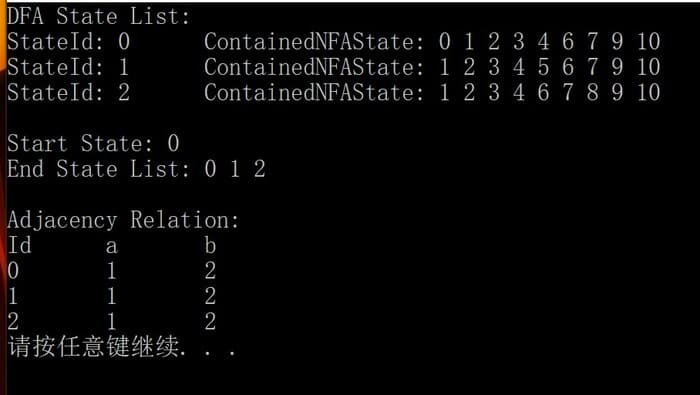 DFA State List:
StateId: 0 ContainedNFAState: 0 1 2 3 4 6 7 9 10
StateId: 1 ContainedNFAState: 1 2 3 4 5 6 7 9 10
StateId: 2 ContainedNFAState: 1 2 3 4 6 7 8 9 10
Start State: 0
End State List: 0 1 2
Adjacency Relation:
Id a b
0 1 2
1 1 2
2 1 2
请按任意键继续. . .